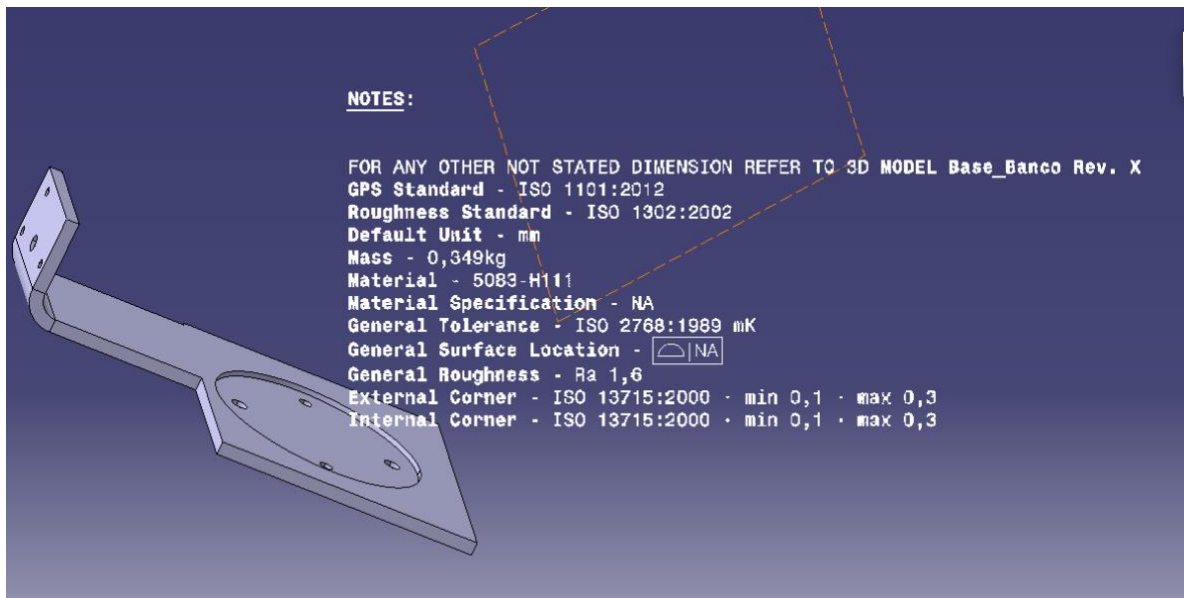 NOTES:
FOR ANY OTHER NOT STATED DIMENSION REFER TO 3D MODEL Base_Banco Rev. X
GPS Standard - ISO 1101:2012
Roughness Standard - ISO 1302:2002
Default Unit - mm
Mass - 0,349kg
Material - 5083-H111
Material Specification - NA
General Tolerance - ISO 2768:1989 mK
General Surface Location - ⌓|NA
General Roughness - Ra 1,6
External Corner - ISO 13715:2000 - min 0,1 - max 0,3
Internal Corner - ISO 13715:2000 - min 0,1 - max 0,3